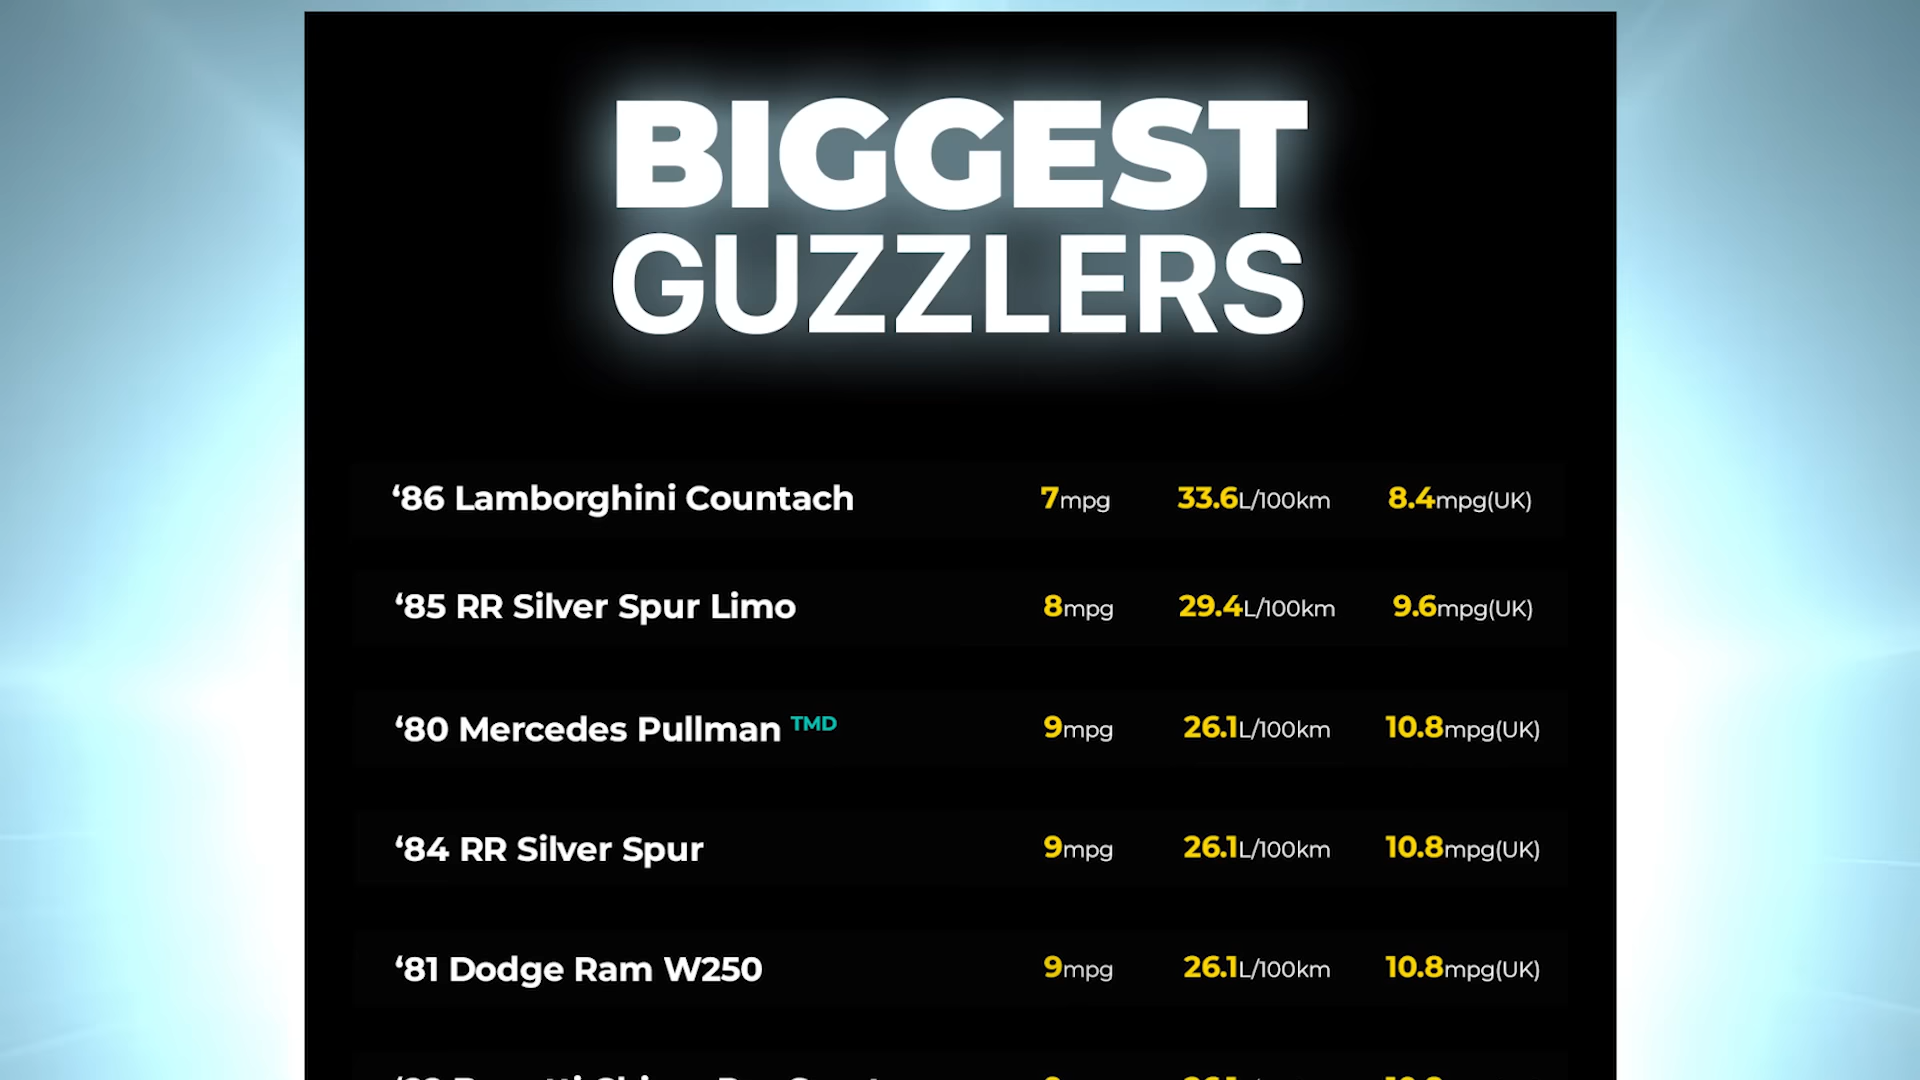 BIGGEST
GUZZLERS
‘86 Lamborghini Countach 7mpg 33.6L/100km 8.4mpg(UK)
‘85 RR Silver Spur Limo 8mpg 29.4L/100km 9.6mpg(UK)
‘80 Mercedes Pullman TMD 9mpg 26.1L/100km 10.8mpg(UK)
‘84 RR Silver Spur 9mpg 26.1L/100km 10.8mpg(UK)
‘81 Dodge Ram W250 9mpg 26.1L/100km 10.8mpg(UK)